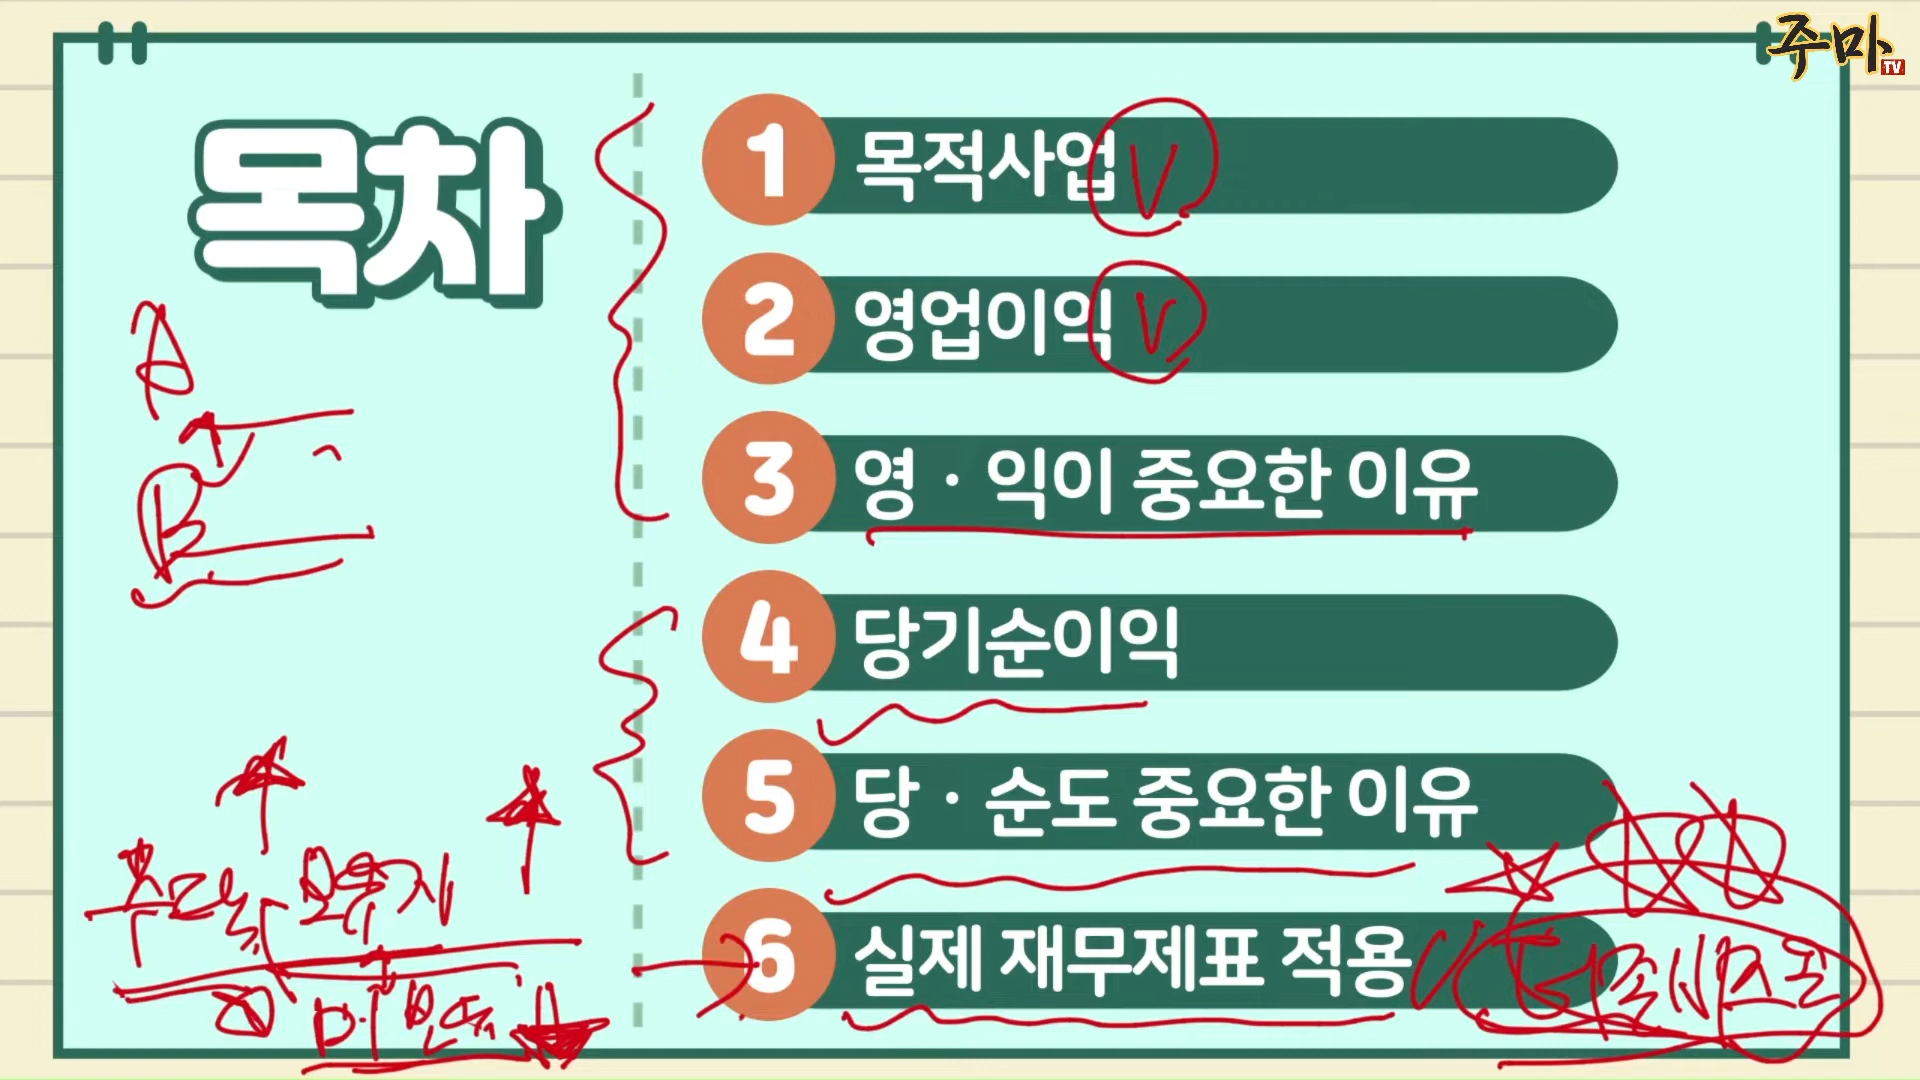 주마
TV
목차
1 목적사업 V
2 영업이익 V
3 영·익이 중요한 이유
4 당기순이익
5 당·순도 중요한 이유
6 실제 재무제표 적용
A
B